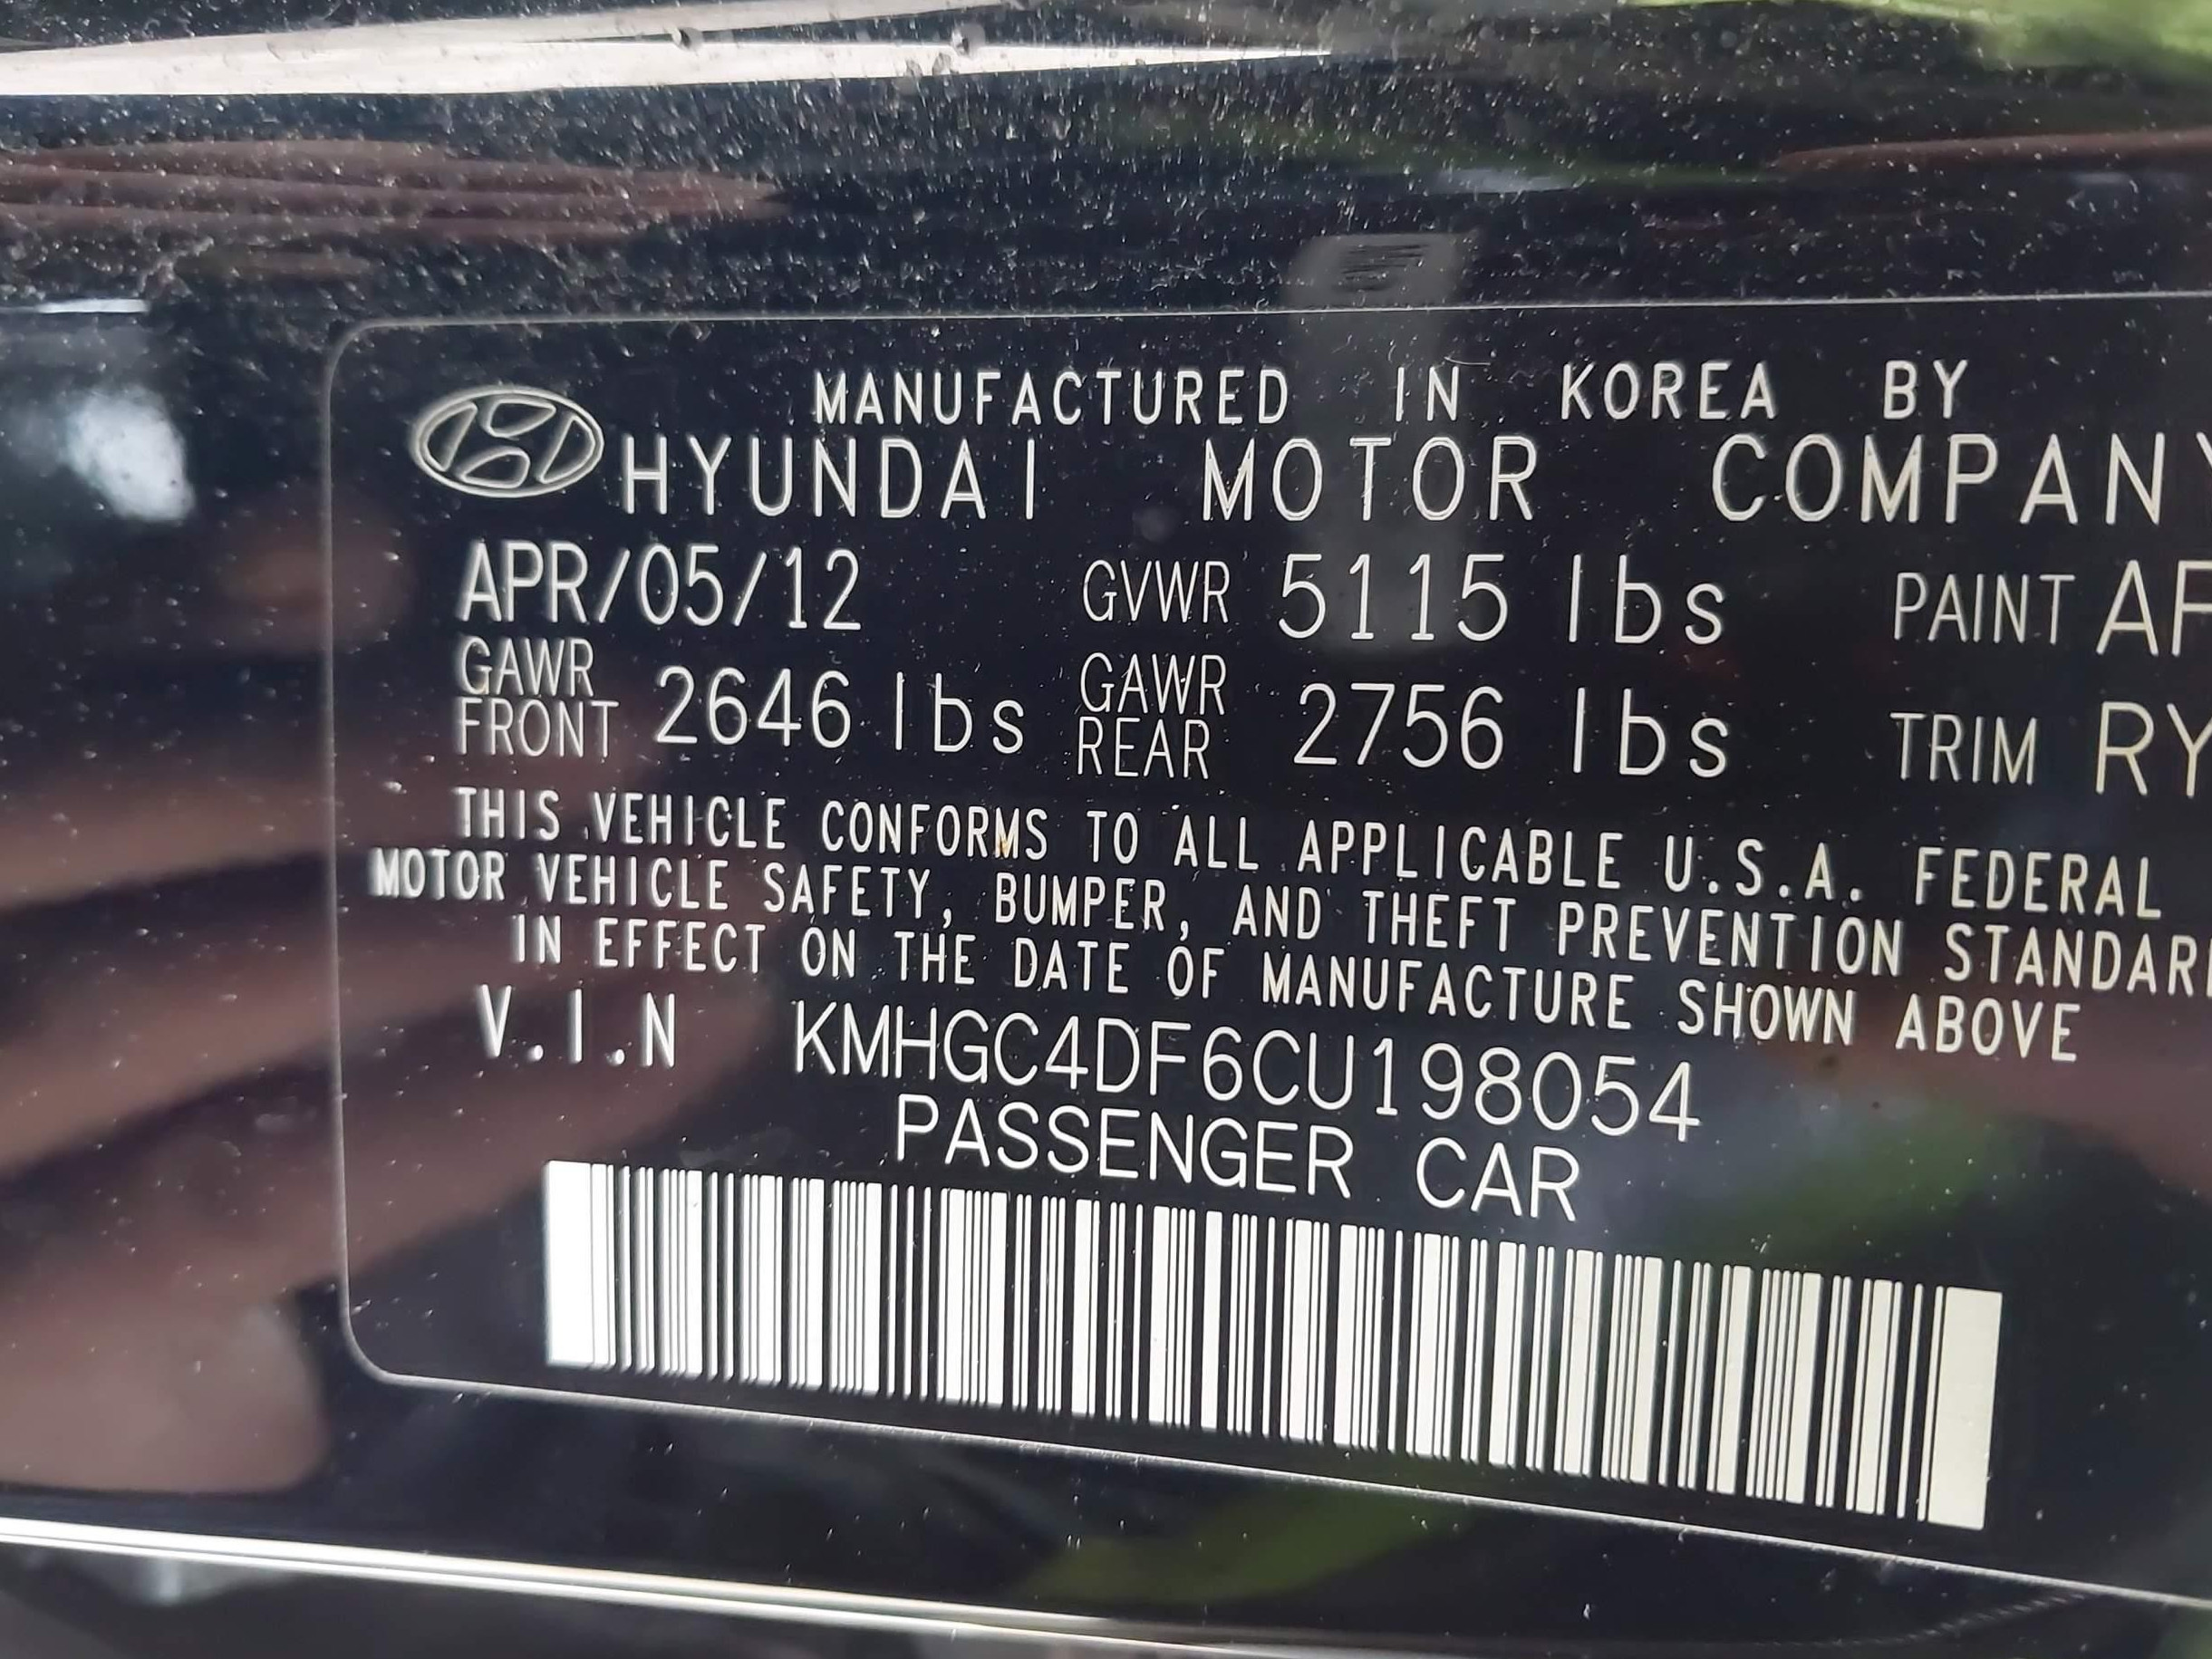 MANUFACTURED IN KOREA BY
HYUNDAI MOTOR COMPANY
APR/05/12 GVWR 5115 lbs PAINT
GAWR FRONT 2646 lbs GAWR REAR 2756 lbs TRIM RY
THIS VEHICLE CONFORMS TO ALL APPLICABLE U.S.A. FEDERAL
MOTOR VEHICLE SAFETY, BUMPER, AND THEFT PREVENTION STANDAR
IN EFFECT ON THE DATE OF MANUFACTURE SHOWN ABOVE
V.I.N KMHGC4DF6CU198054
PASSENGER CAR